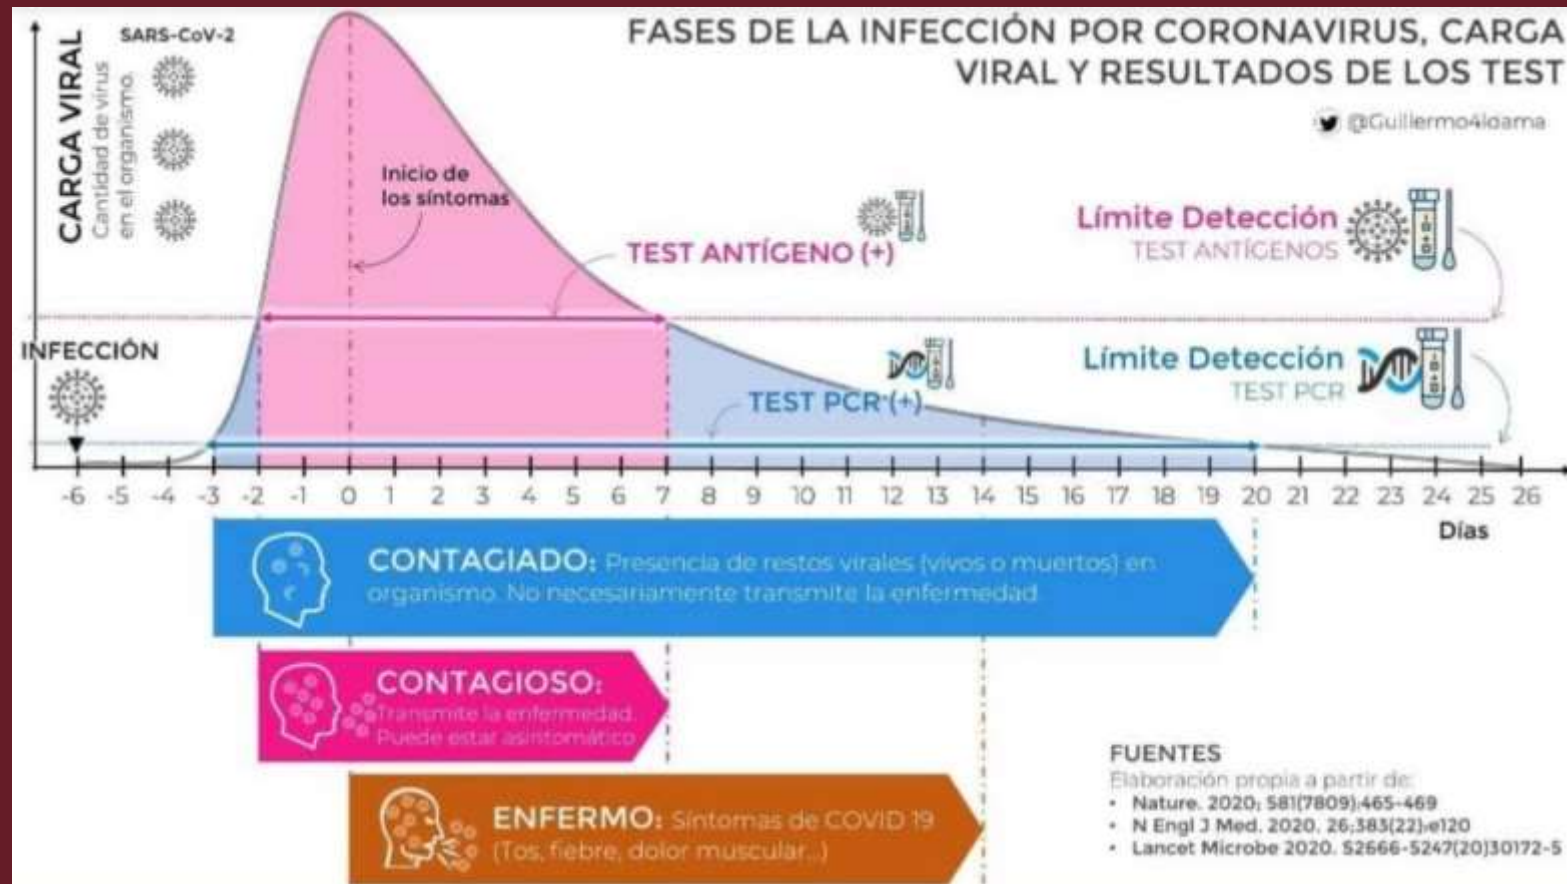 FASES DE LA INFECCIÓN POR CORONAVIRUS, CARGA
VIRAL Y RESULTADOS DE LOS TEST
@Guillermo4ldama
CARGA VIRAL
Cantidad de virus
en el organismo.
SARS-CoV-2
Inicio de
los síntomas
TEST ANTÍGENO (+)
Límite Detección
TEST ANTÍGENOS
INFECCIÓN
TEST PCR (+)
Límite Detección
TEST PCR
-6 -5 -4 -3 -2 -1 0 1 2 3 4 5 6 7 8 9 10 11 12 13 14 15 16 17 18 19 20 21 22 23 24 25 26
Días
CONTAGIADO: Presencia de restos virales (vivos o muertos) en
organismo. No necesariamente transmite la enfermedad.
CONTAGIOSO:
Transmite la enfermedad.
Puede estar asintomático
ENFERMO: Síntomas de COVID 19
(Tos, fiebre, dolor muscular...)
FUENTES
Elaboración propia a partir de:
• Nature. 2020; 581(7809):465-469
• N Engl J Med. 2020. 26;383(22):e120
• Lancet Microbe 2020. S2666-5247(20)30172-5